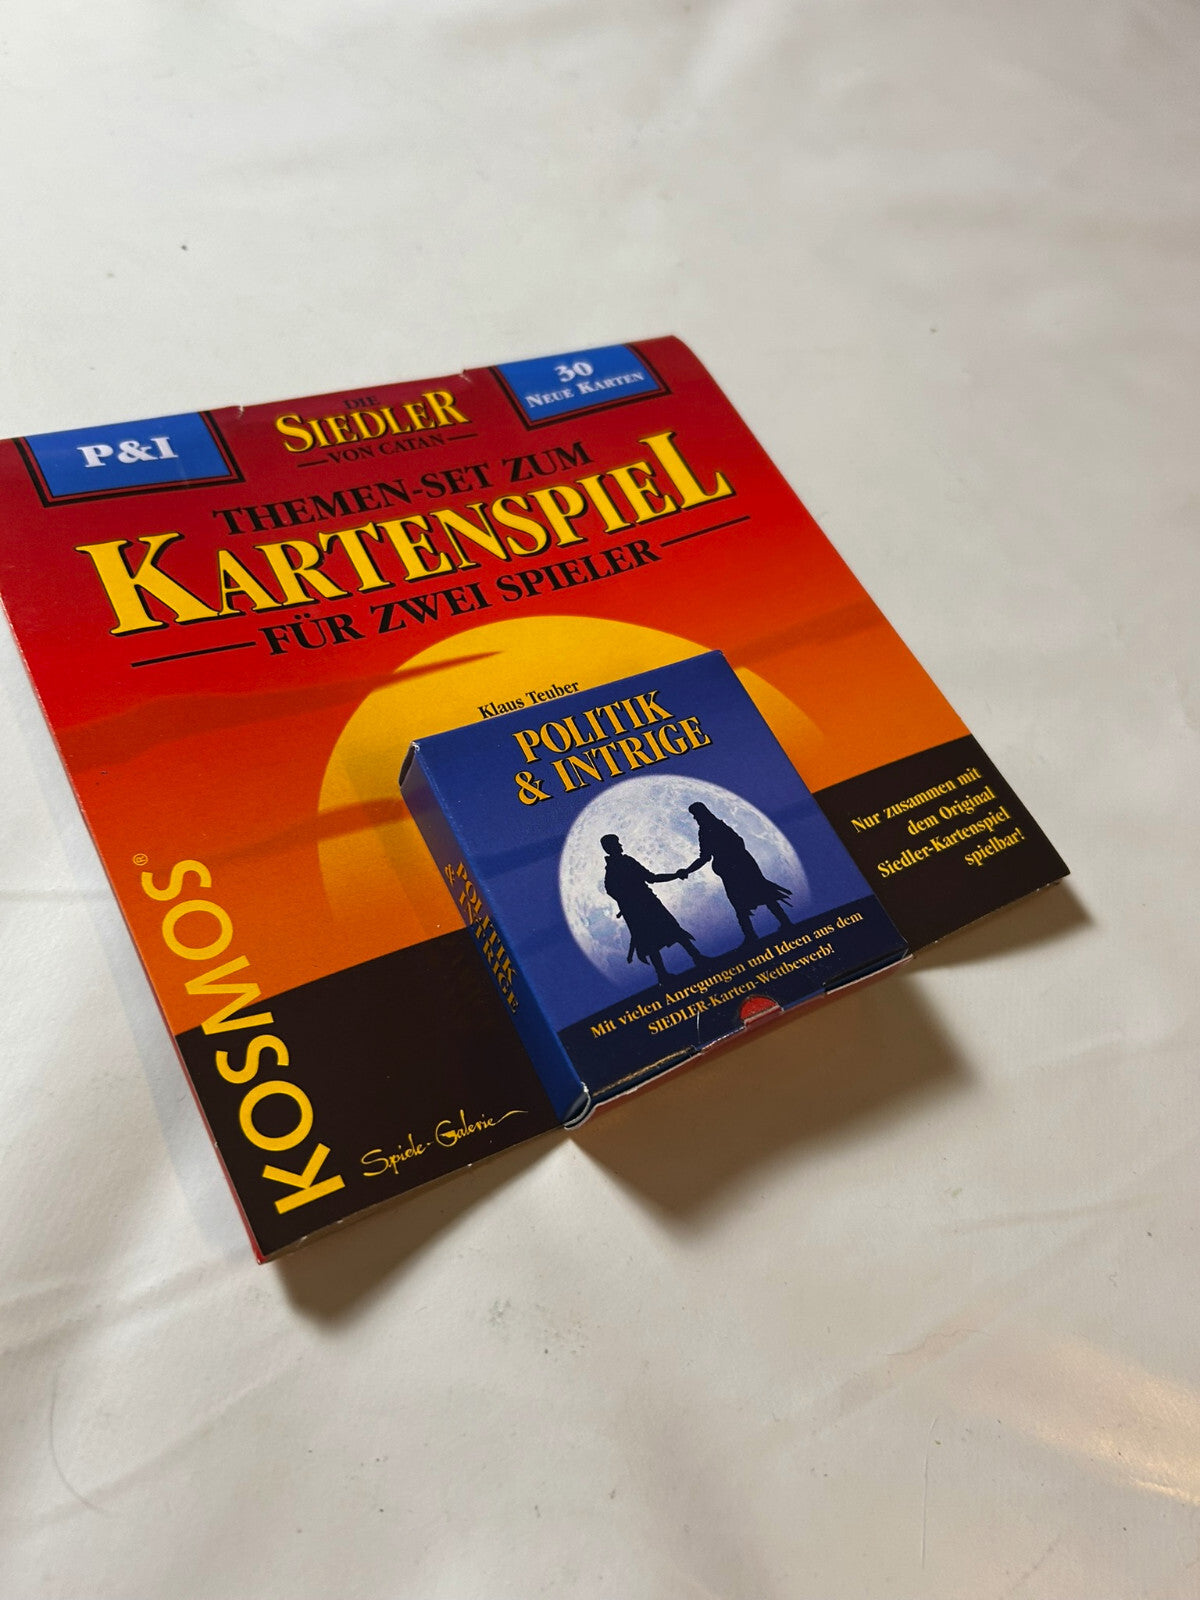 P&I
DIE
SIEDLER
VON CATAN
30
NEUE KARTEN
THEMEN-SET ZUM
KARTENSPIEL
FÜR ZWEI SPIELER
Klaus Teuber
POLITIK
& INTRIGE
POLITIK
& INTRIGE
Mit vielen Anregungen und Ideen aus dem
SIEDLER-Karten-Wettbewerb!
Nur zusammen mit
dem Original
Siedler-Kartenspiel
spielbar!
KOSMOS®
Spiele-Galerie